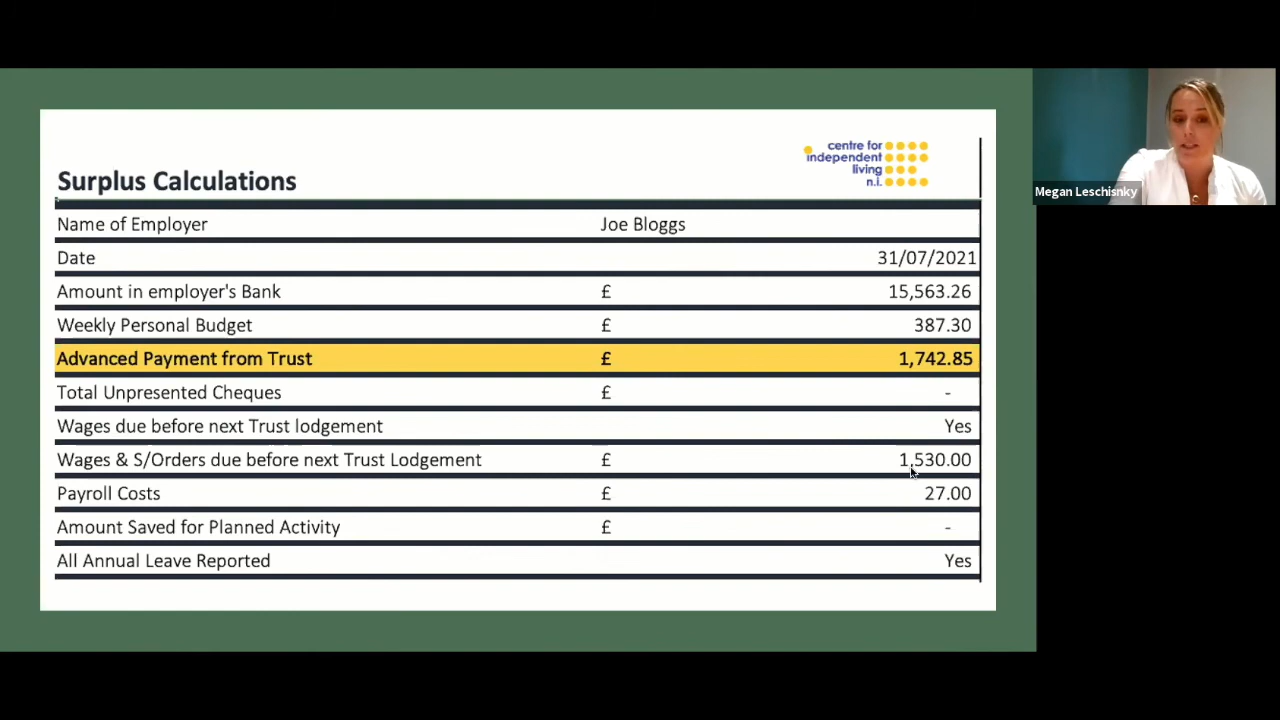 centre for
independent
living
n.i.
Surplus Calculations
Name of Employer Joe Bloggs
Date 31/07/2021
Amount in employer's Bank £ 15,563.26
Weekly Personal Budget £ 387.30
Advanced Payment from Trust £ 1,742.85
Total Unpresented Cheques £ -
Wages due before next Trust lodgement Yes
Wages & S/Orders due before next Trust Lodgement £ 1,530.00
Payroll Costs £ 27.00
Amount Saved for Planned Activity £ -
All Annual Leave Reported Yes
Megan Leschisnky